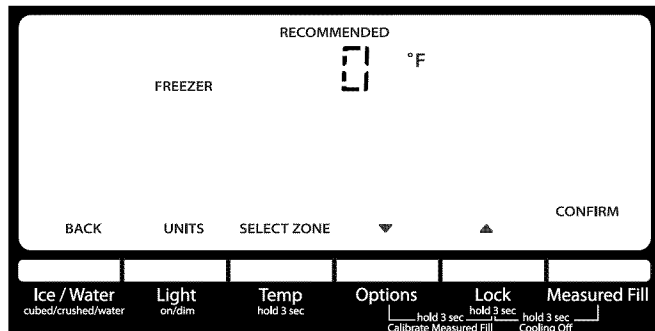 RECOMMENDED
0 °F
FREEZER
BACK UNITS SELECT ZONE ▼ ▲ CONFIRM
Ice / Water Light Temp Options Lock Measured Fill
cubed/crushed/water on/dim hold 3 sec hold 3 sec hold 3 sec hold 3 sec
Calibrate Measured Fill Cooling Off